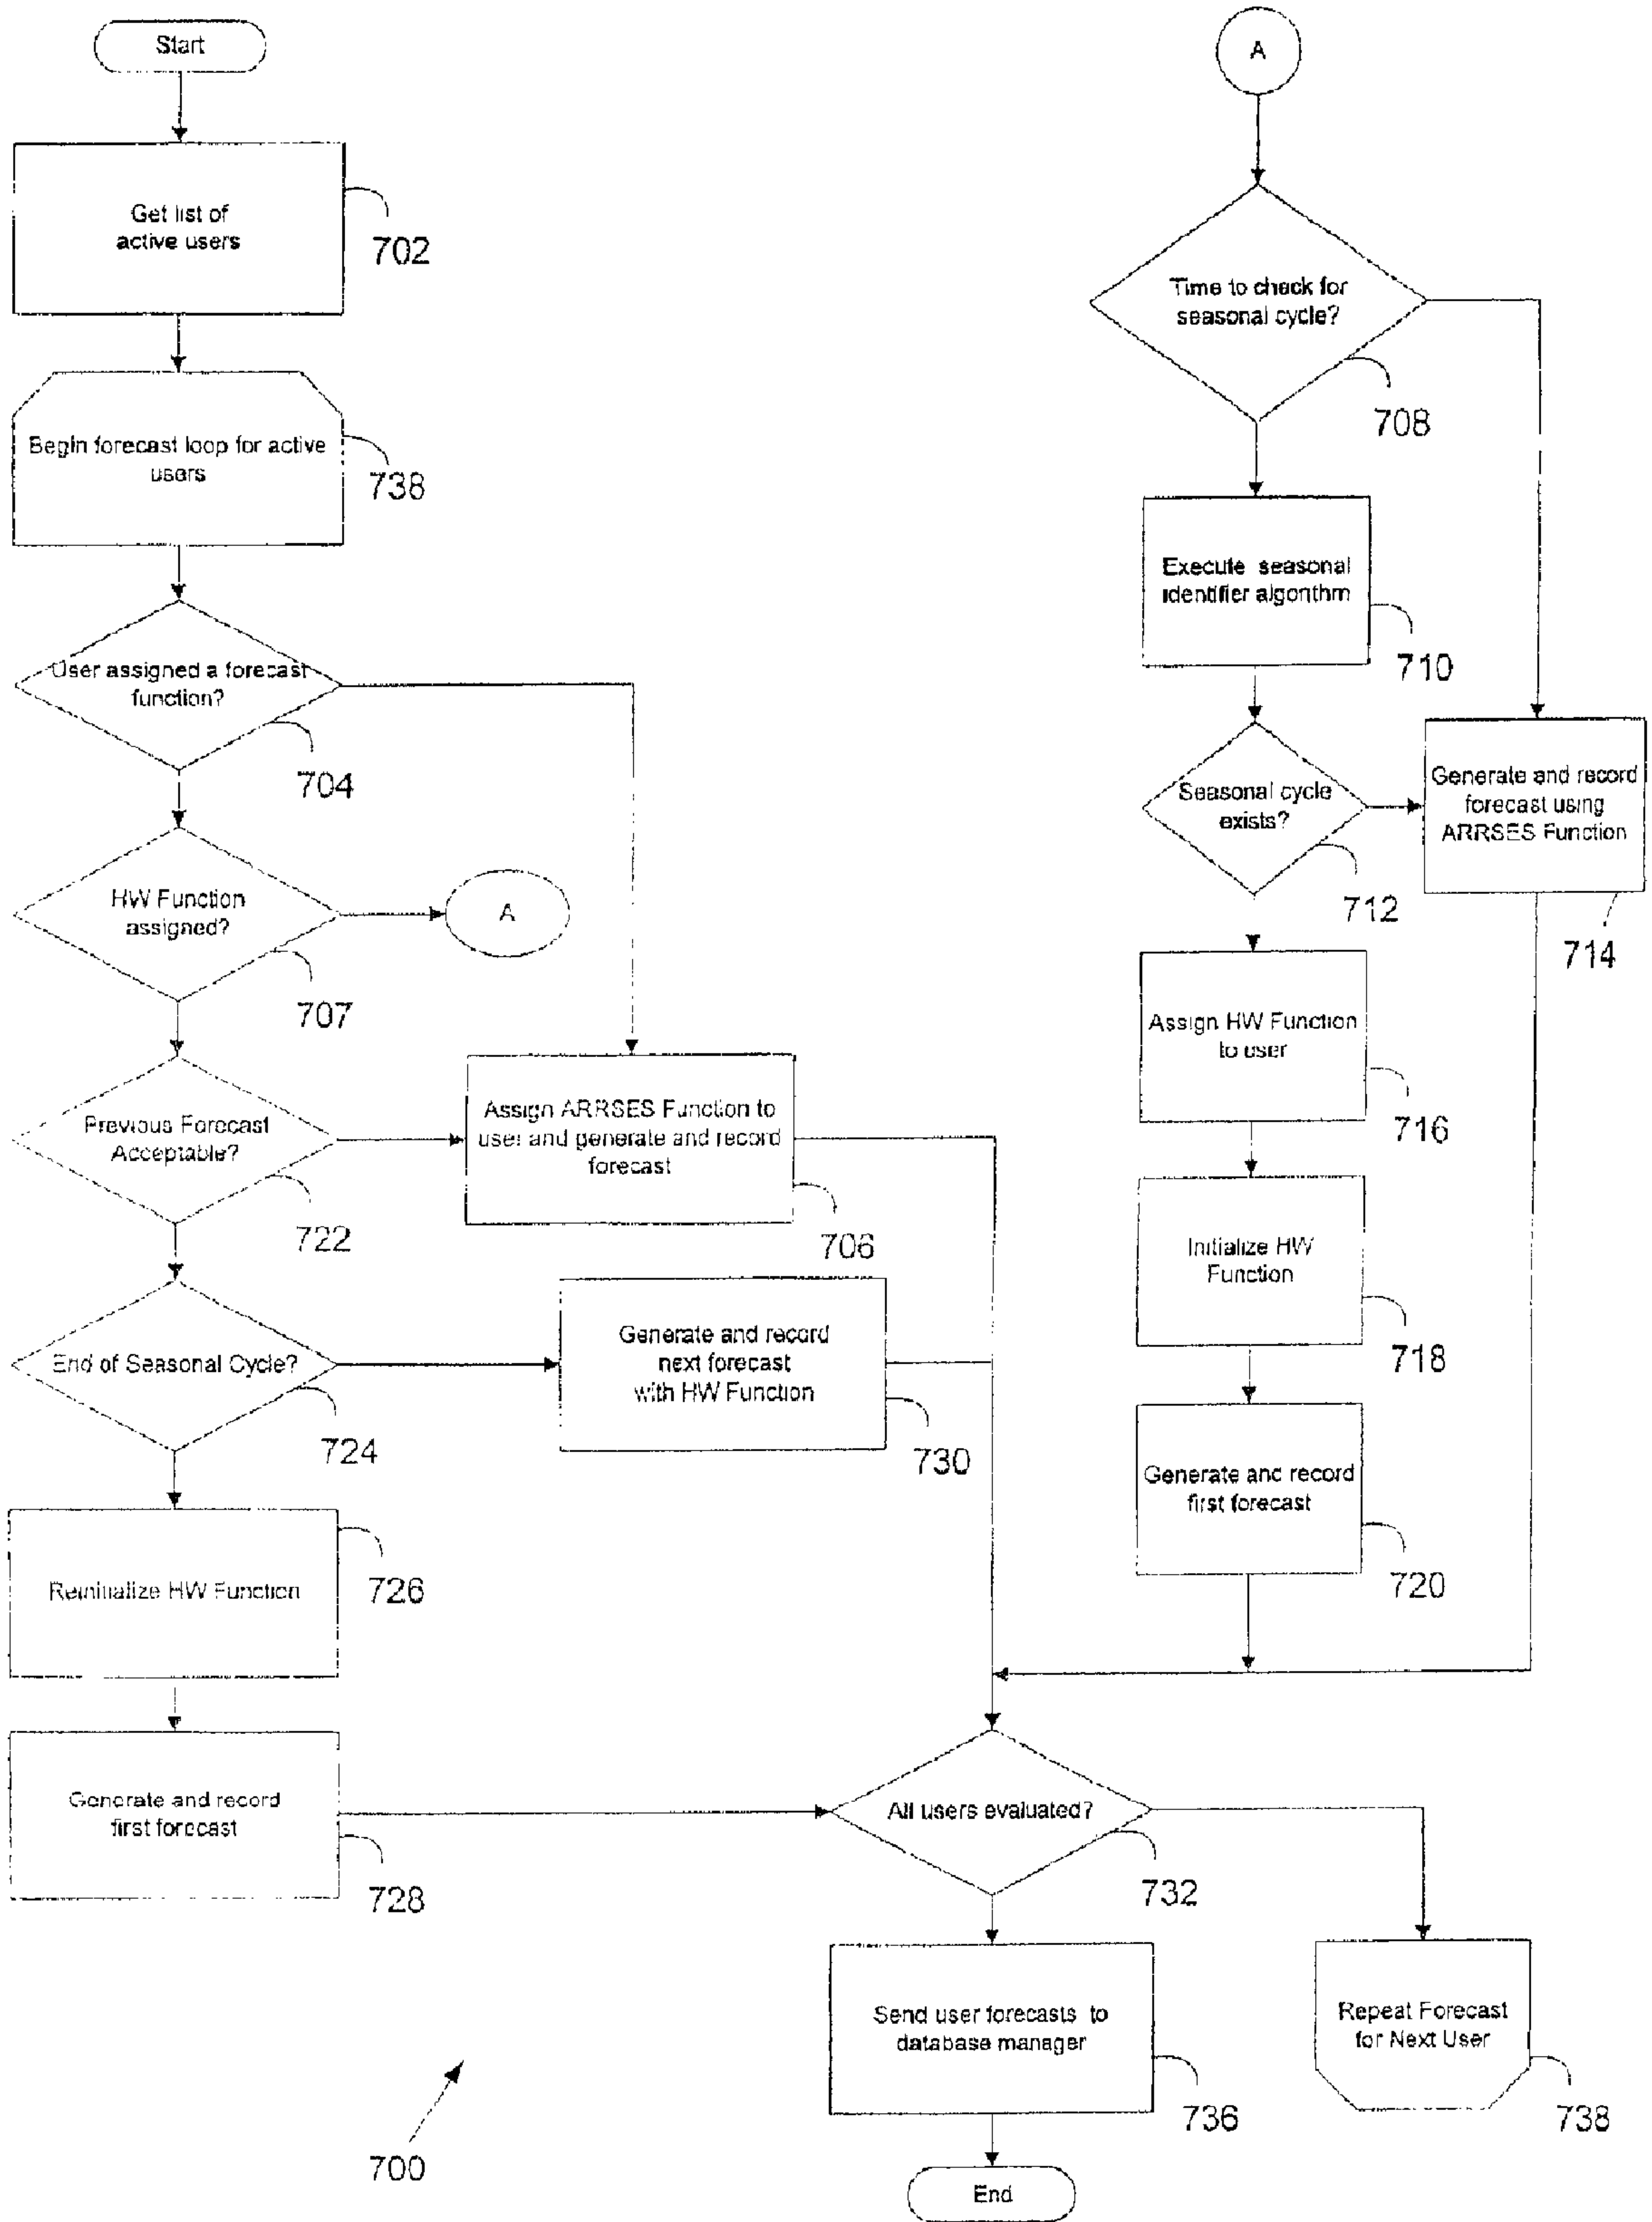 Start
Get list of
active users
702
Begin forecast loop for active
users
738
User assigned a forecast
function?
704
HW Function
assigned?
707
A
Previous Forecast
Acceptable?
722
Assign ARRSES Function to
user and generate and record
forecast
706
End of Seasonal Cycle?
724
Generate and record
next forecast
with HW Function
730
Reinitialize HW Function
726
Generate and record
first forecast
728
A
Time to check for
seasonal cycle?
708
Execute seasonal
identifier algorithm
710
Seasonal cycle
exists?
712
Generate and record
forecast using
ARRSES Function
714
Assign HW Function
to user
716
Initialize HW
Function
718
Generate and record
first forecast
720
All users evaluated?
732
Send user forecasts to
database manager
736
Repeat Forecast
for Next User
738
End
700